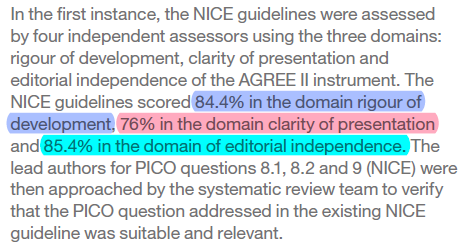 In the first instance, the NICE guidelines were assessed
by four independent assessors using the three domains:
rigour of development, clarity of presentation and
editorial independence of the AGREE II instrument. The
NICE guidelines scored 84.4% in the domain rigour of
development, 76% in the domain clarity of presentation
and 85.4% in the domain of editorial independence. The
lead authors for PICO questions 8.1, 8.2 and 9 (NICE) were
then approached by the systematic review team to verify
that the PICO question addressed in the existing NICE
guideline was suitable and relevant.